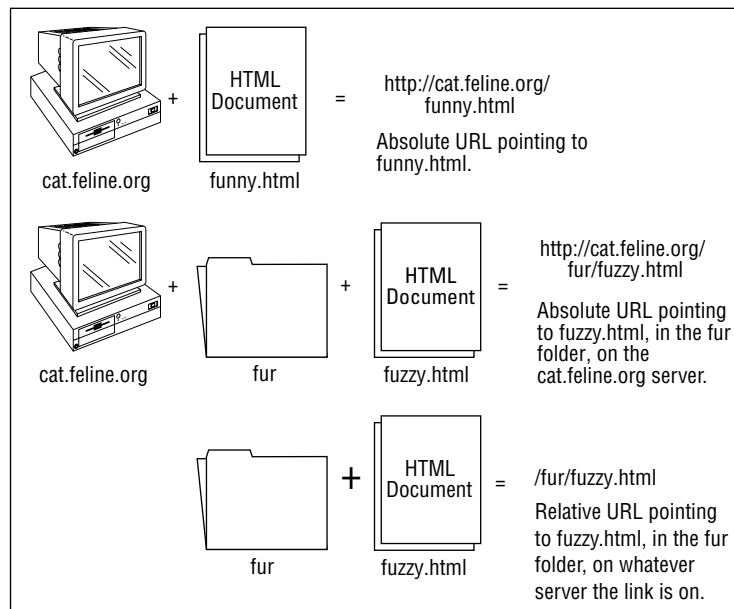 HTML
Document
+
=
http://cat.feline.org/
funny.html
Absolute URL pointing to
funny.html.
cat.feline.org
funny.html
+
+
HTML
Document
=
http://cat.feline.org/
fur/fuzzy.html
Absolute URL pointing
to fuzzy.html, in the fur
folder, on the
cat.feline.org server.
cat.feline.org
fur
fuzzy.html
+
HTML
Document
=
/fur/fuzzy.html
Relative URL pointing
to fuzzy.html, in the fur
folder, on whatever
server the link is on.
fur
fuzzy.html